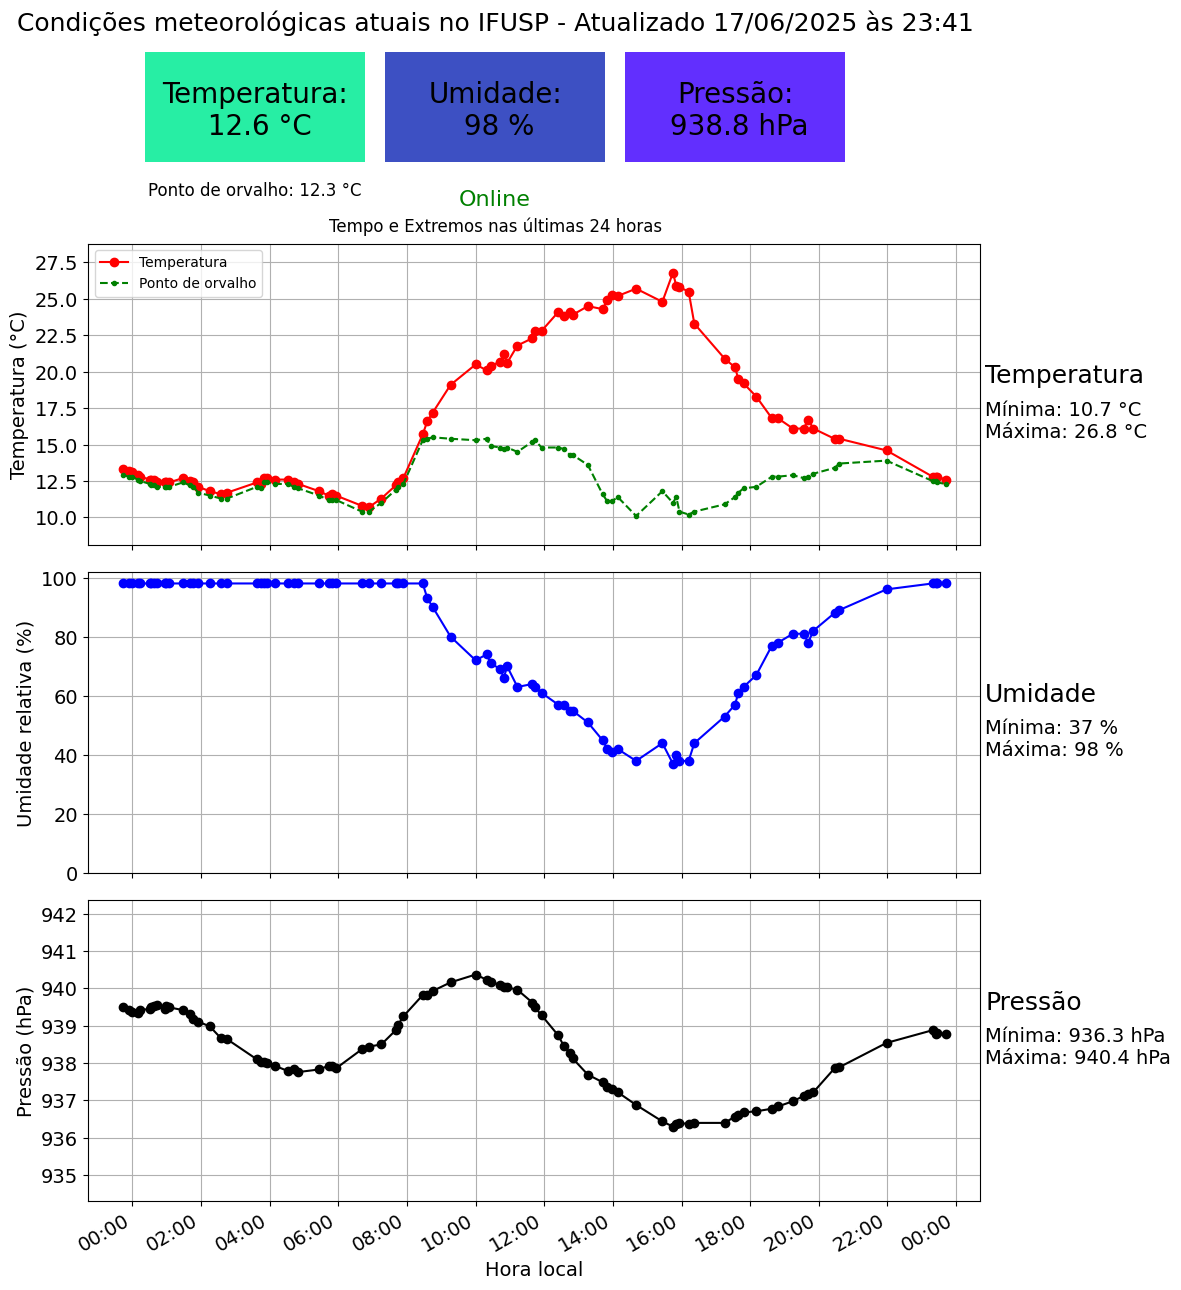 Condições meteorológicas atuais no IFUSP - Atualizado 17/06/2025 às 23:41
Temperatura:
12.6 °C
Umidade:
98 %
Pressão:
938.8 hPa
Ponto de orvalho: 12.3 °C
Online
Tempo e Extremos nas últimas 24 horas
Temperatura (°C)
27.5
25.0
22.5
20.0
17.5
15.0
12.5
10.0
Temperatura
Ponto de orvalho
Temperatura
Mínima: 10.7 °C
Máxima: 26.8 °C
Umidade relativa (%)
100
80
60
40
20
0
Umidade
Mínima: 37 %
Máxima: 98 %
Pressão (hPa)
942
941
940
939
938
937
936
935
Pressão
Mínima: 936.3 hPa
Máxima: 940.4 hPa
00:00 02:00 04:00 06:00 08:00 10:00 12:00 14:00 16:00 18:00 20:00 22:00 00:00
Hora local